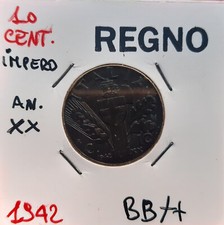 10
CENT.
REGNO
IMPERO
AN.
XX
1942
BB++